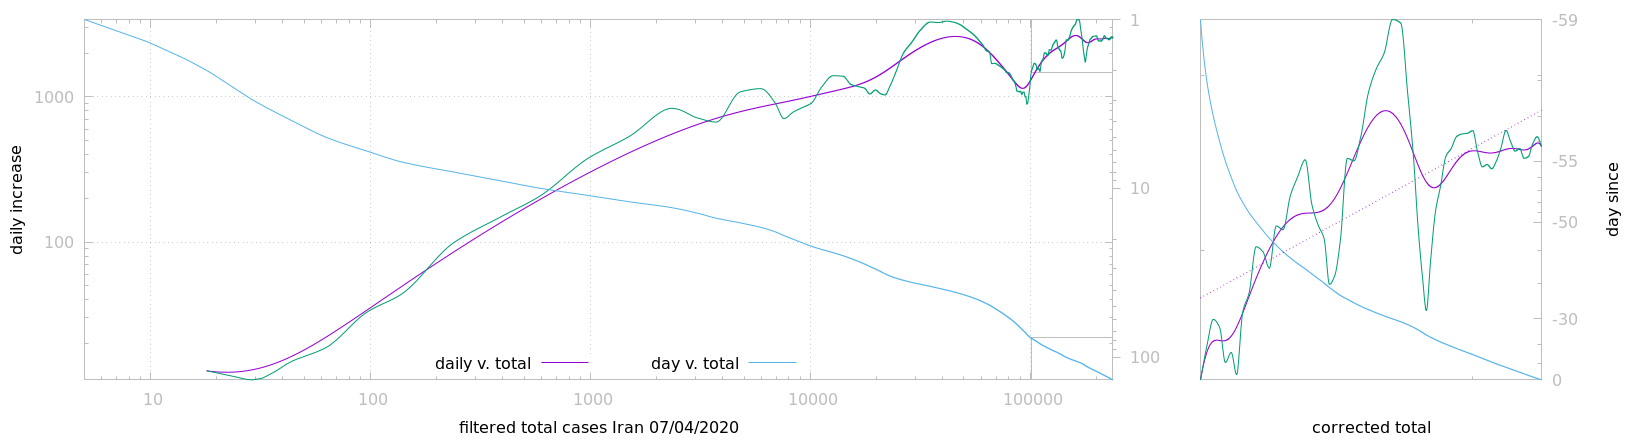 daily increase
1000
100
10
100
1000
10000
100000
daily v. total
day v. total
filtered total cases Iran 07/04/2020
1
10
100
-59
-55
-50
-30
0
day since
corrected total